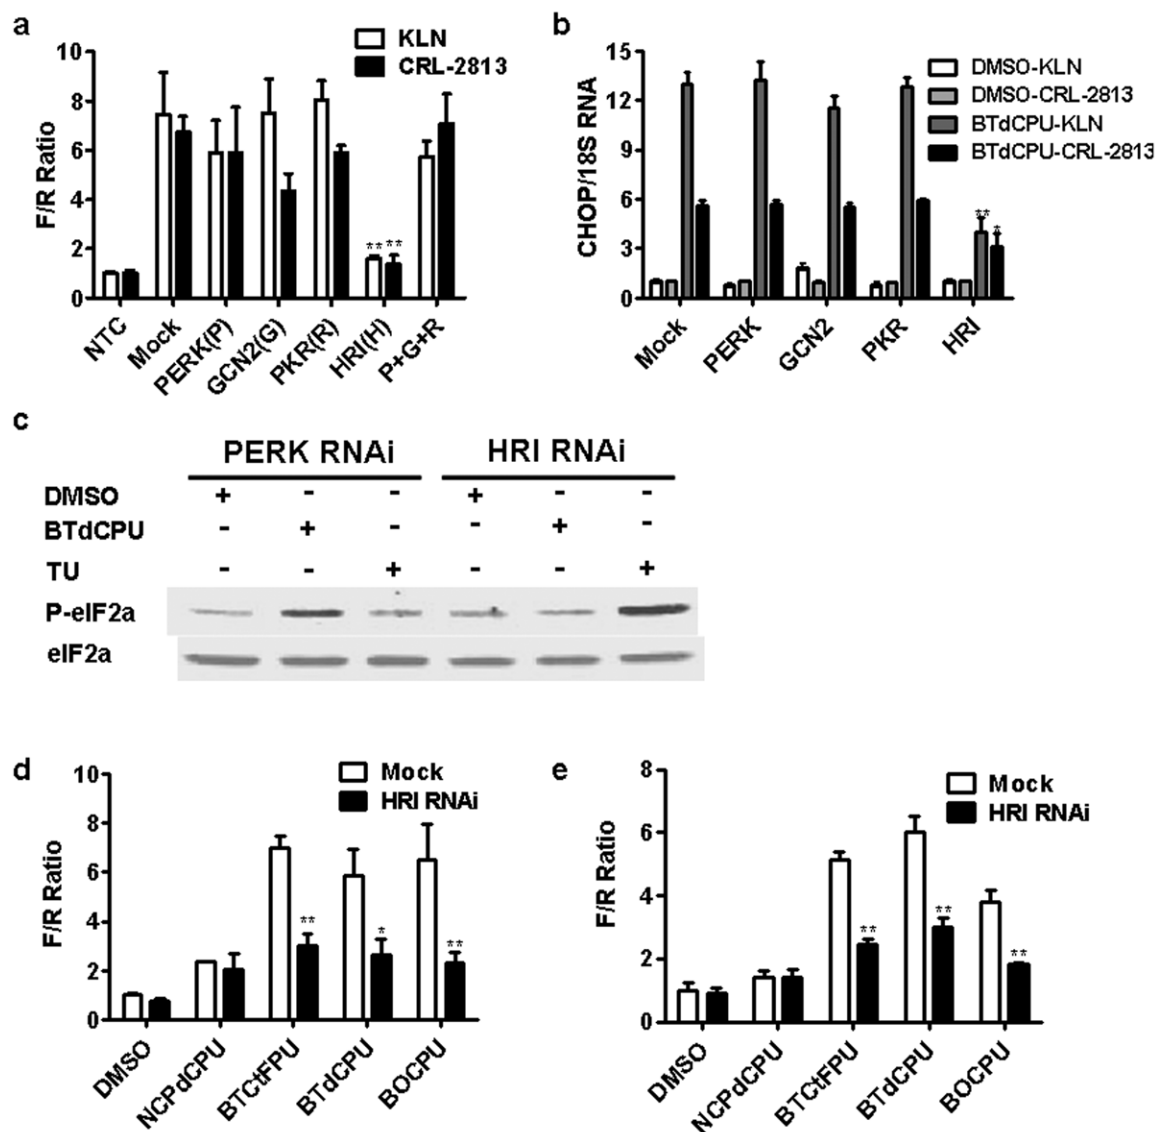 a
KLN
CRL-2813
10
8
6
4
2
0
F/R Ratio
** **
NTC
Mock
PERK(P)
GCN2(G)
PKR(R)
HRI(H)
P+G+R
b
DMSO-KLN
DMSO-CRL-2813
BTdCPU-KLN
BTdCPU-CRL-2813
15
12
9
6
3
0
CHOP/18S RNA
** *
Mock
PERK
GCN2
PKR
HRI
c
PERK RNAi HRI RNAi
DMSO + - - + - -
BTdCPU - + - - + -
TU - - + - - +
P-eIF2a
eIF2a
d
Mock
HRI RNAi
10
8
6
4
2
0
F/R Ratio
** * **
DMSO
NCPdCPU
BTCtFPU
BTdCPU
BOCPU
e
Mock
HRI RNAi
8
6
4
2
0
F/R Ratio
** ** **
DMSO
NCPdCPU
BTCtFPU
BTdCPU
BOCPU